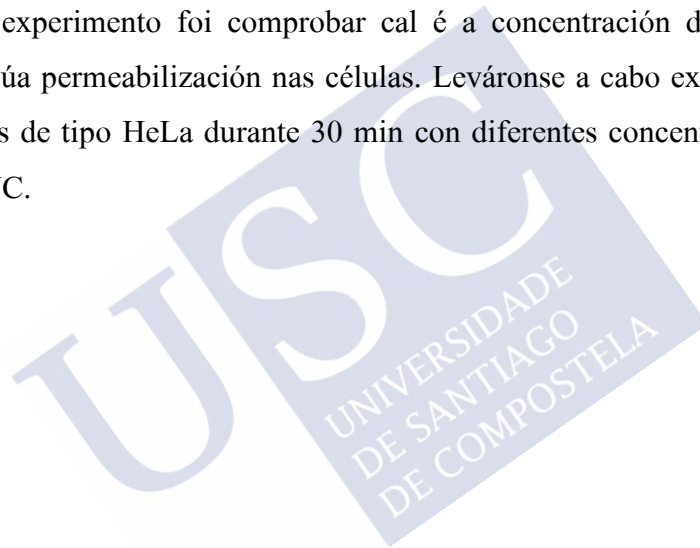 experimento foi comprobar cal é a concentración d
úa permeabilización nas células. Leváronse a cabo ex
s de tipo HeLa durante 30 min con diferentes concent
C.
USC
UNIVERSIDADE
DE SANTIAGO
DE COMPOSTELA